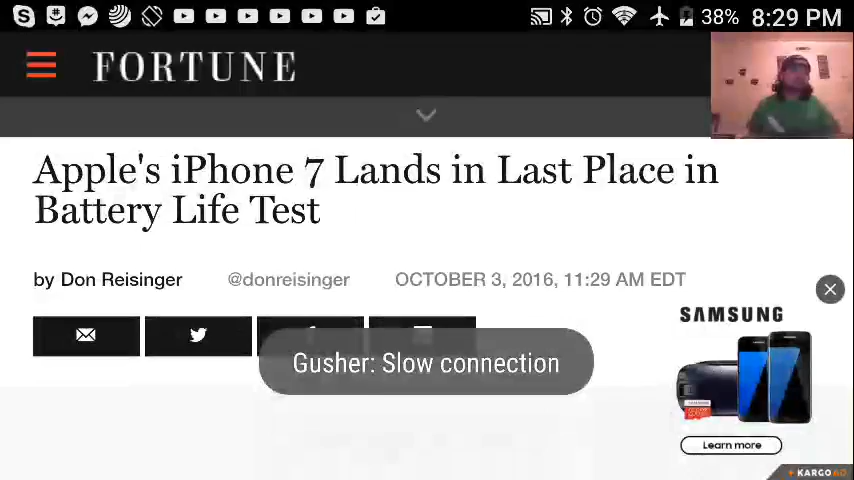 38% 8:29 PM
FORTUNE
Apple's iPhone 7 Lands in Last Place in
Battery Life Test
by Don Reisinger @donreisinger OCTOBER 3, 2016, 11:29 AM EDT
SAMSUNG
Gusher: Slow connection
Learn more
KARGO